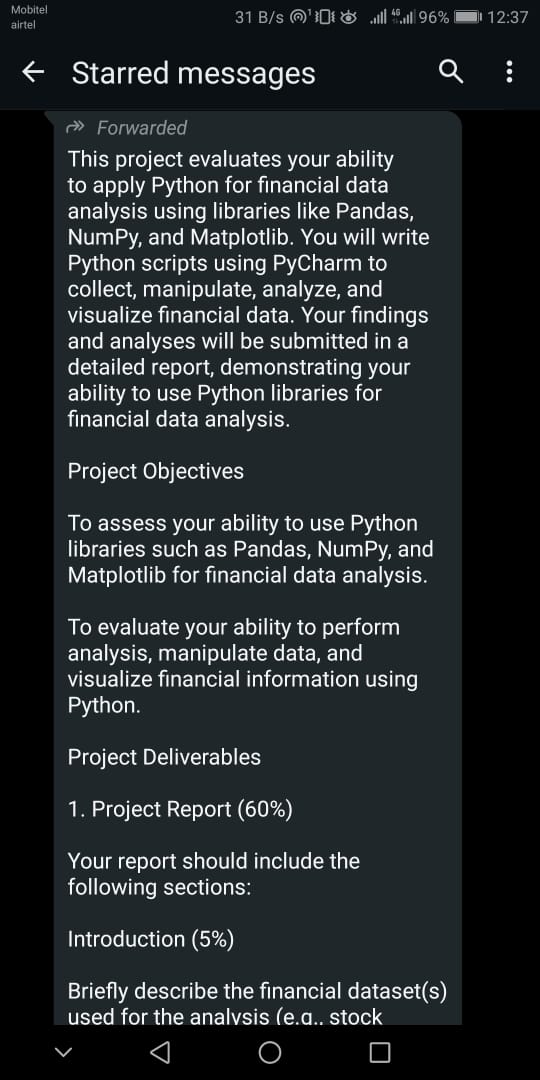 Mobitel
airtel
31 B/s 4G 96% 12:37
Starred messages
Forwarded
This project evaluates your ability
to apply Python for financial data
analysis using libraries like Pandas,
NumPy, and Matplotlib. You will write
Python scripts using PyCharm to
collect, manipulate, analyze, and
visualize financial data. Your findings
and analyses will be submitted in a
detailed report, demonstrating your
ability to use Python libraries for
financial data analysis.
Project Objectives
To assess your ability to use Python
libraries such as Pandas, NumPy, and
Matplotlib for financial data analysis.
To evaluate your ability to perform
analysis, manipulate data, and
visualize financial information using
Python.
Project Deliverables
1. Project Report (60%)
Your report should include the
following sections:
Introduction (5%)
Briefly describe the financial dataset(s)
used for the analysis (e.g., stock